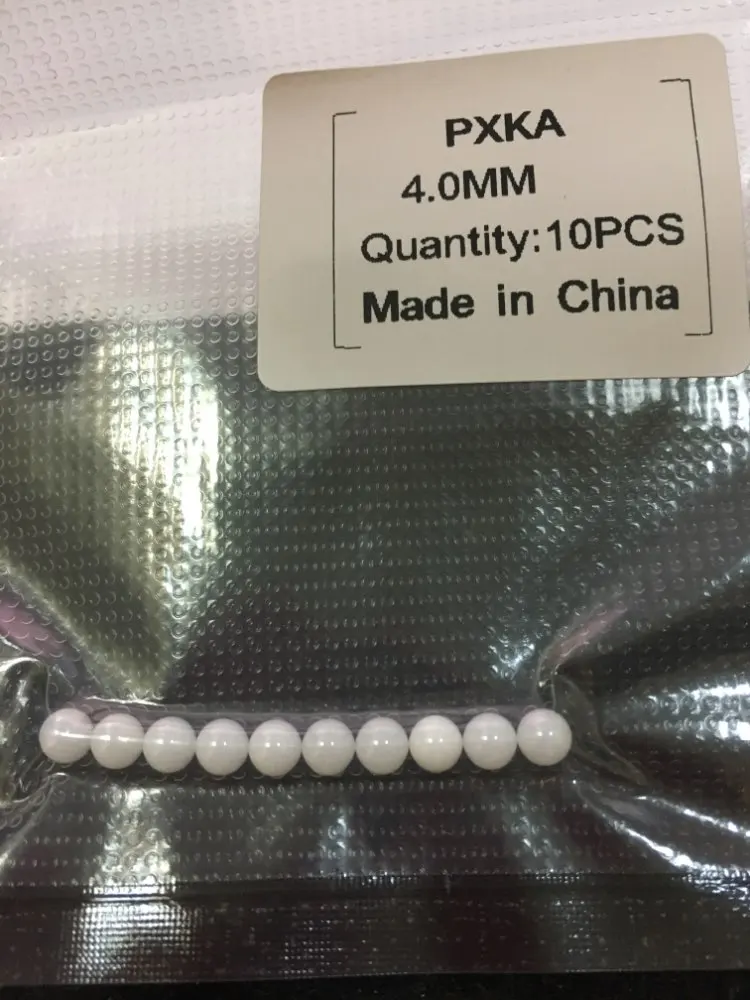 PXKA
4.0MM
Quantity:10PCS
Made in China